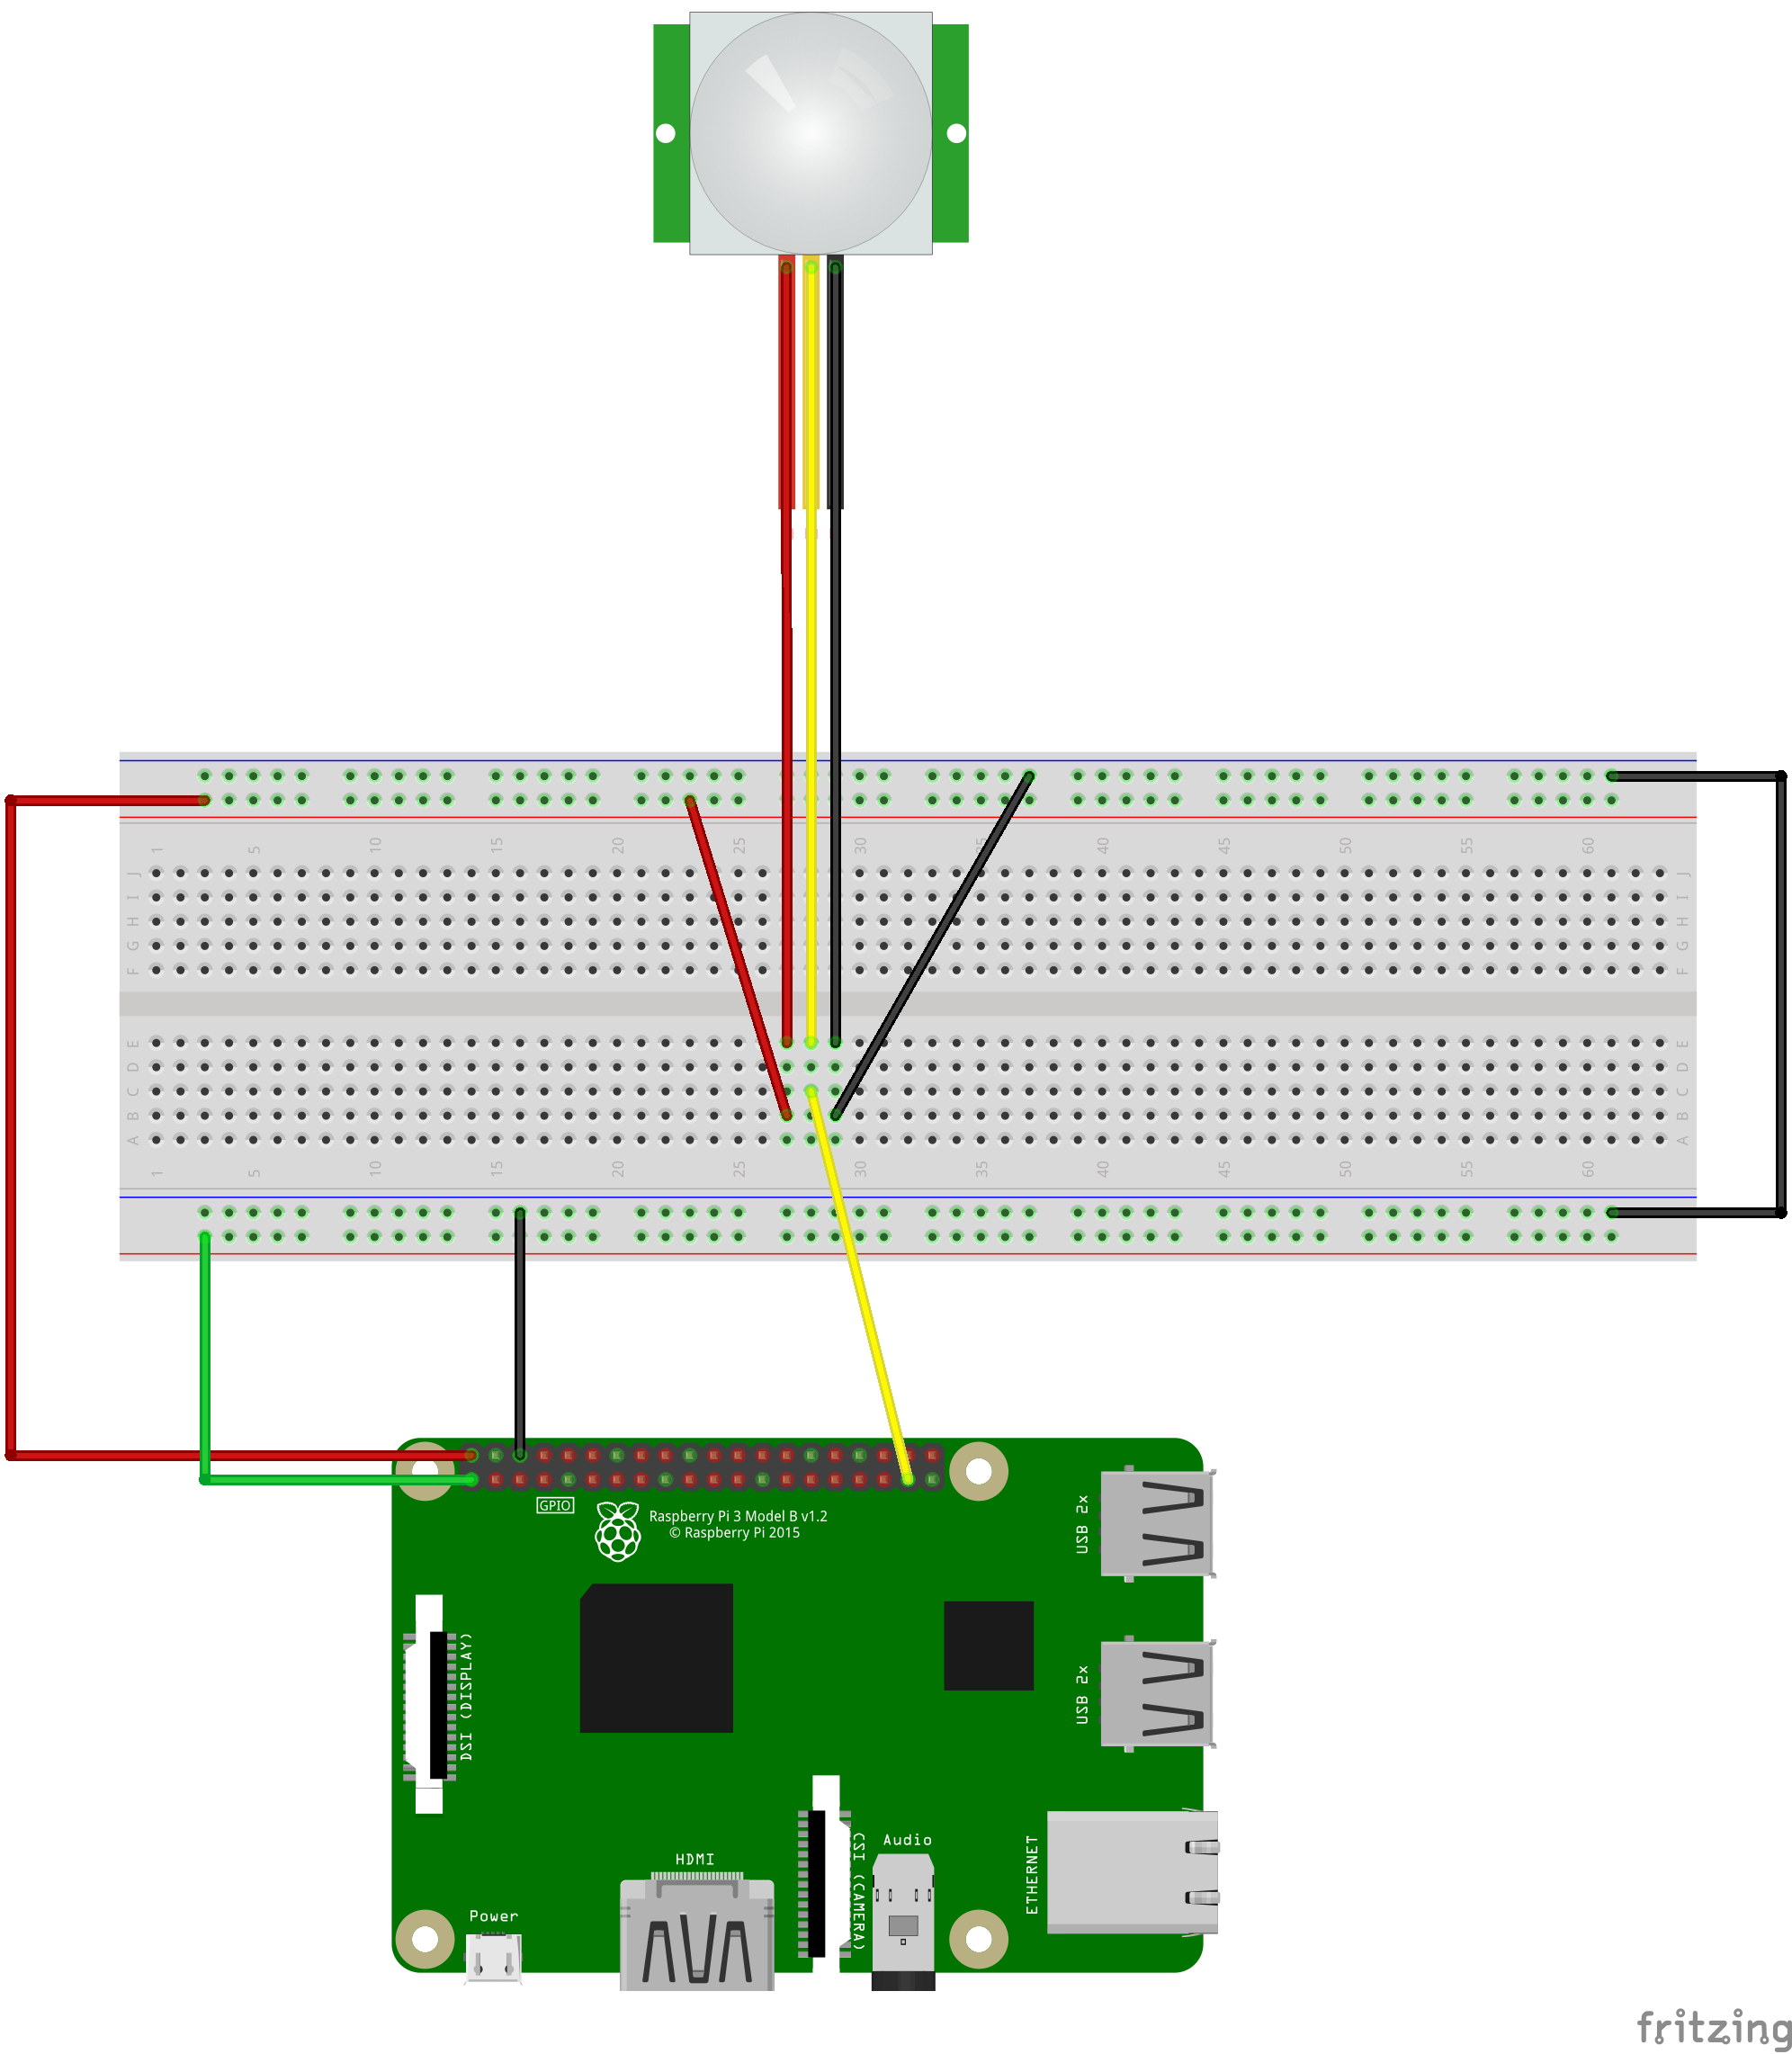 1 5 10 15 20 25 30 35 40 45 50 55 60
J J
I I
H H
G G
F F
E E
D D
C C
B B
A A
1 5 10 15 20 25 30 35 40 45 50 55 60
GPIO
Raspberry Pi 3 Model B v1.2
© Raspberry Pi 2015
USB 2x
DSI (DISPLAY)
USB 2x
CSI (CAMERA)
Audio
ETHERNET
HDMI
Power
fritzing